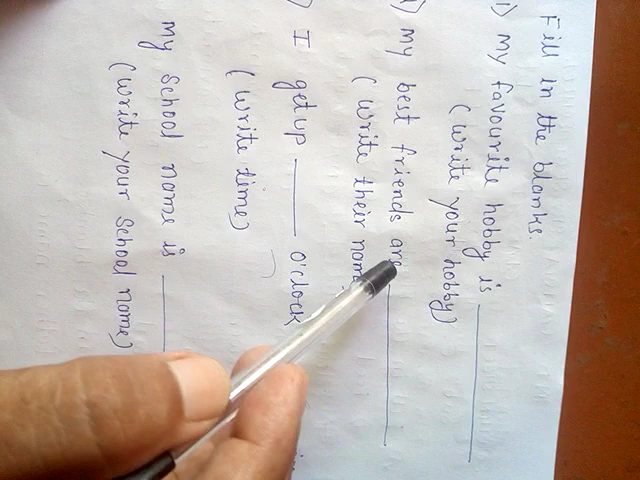 Fill in the blanks.
i) My favourite hobby is
(Write your hobby)
) My best friends are
(Write their name
) I get up ______ O'clock
(Write time)
My School name is
(Write your School name)